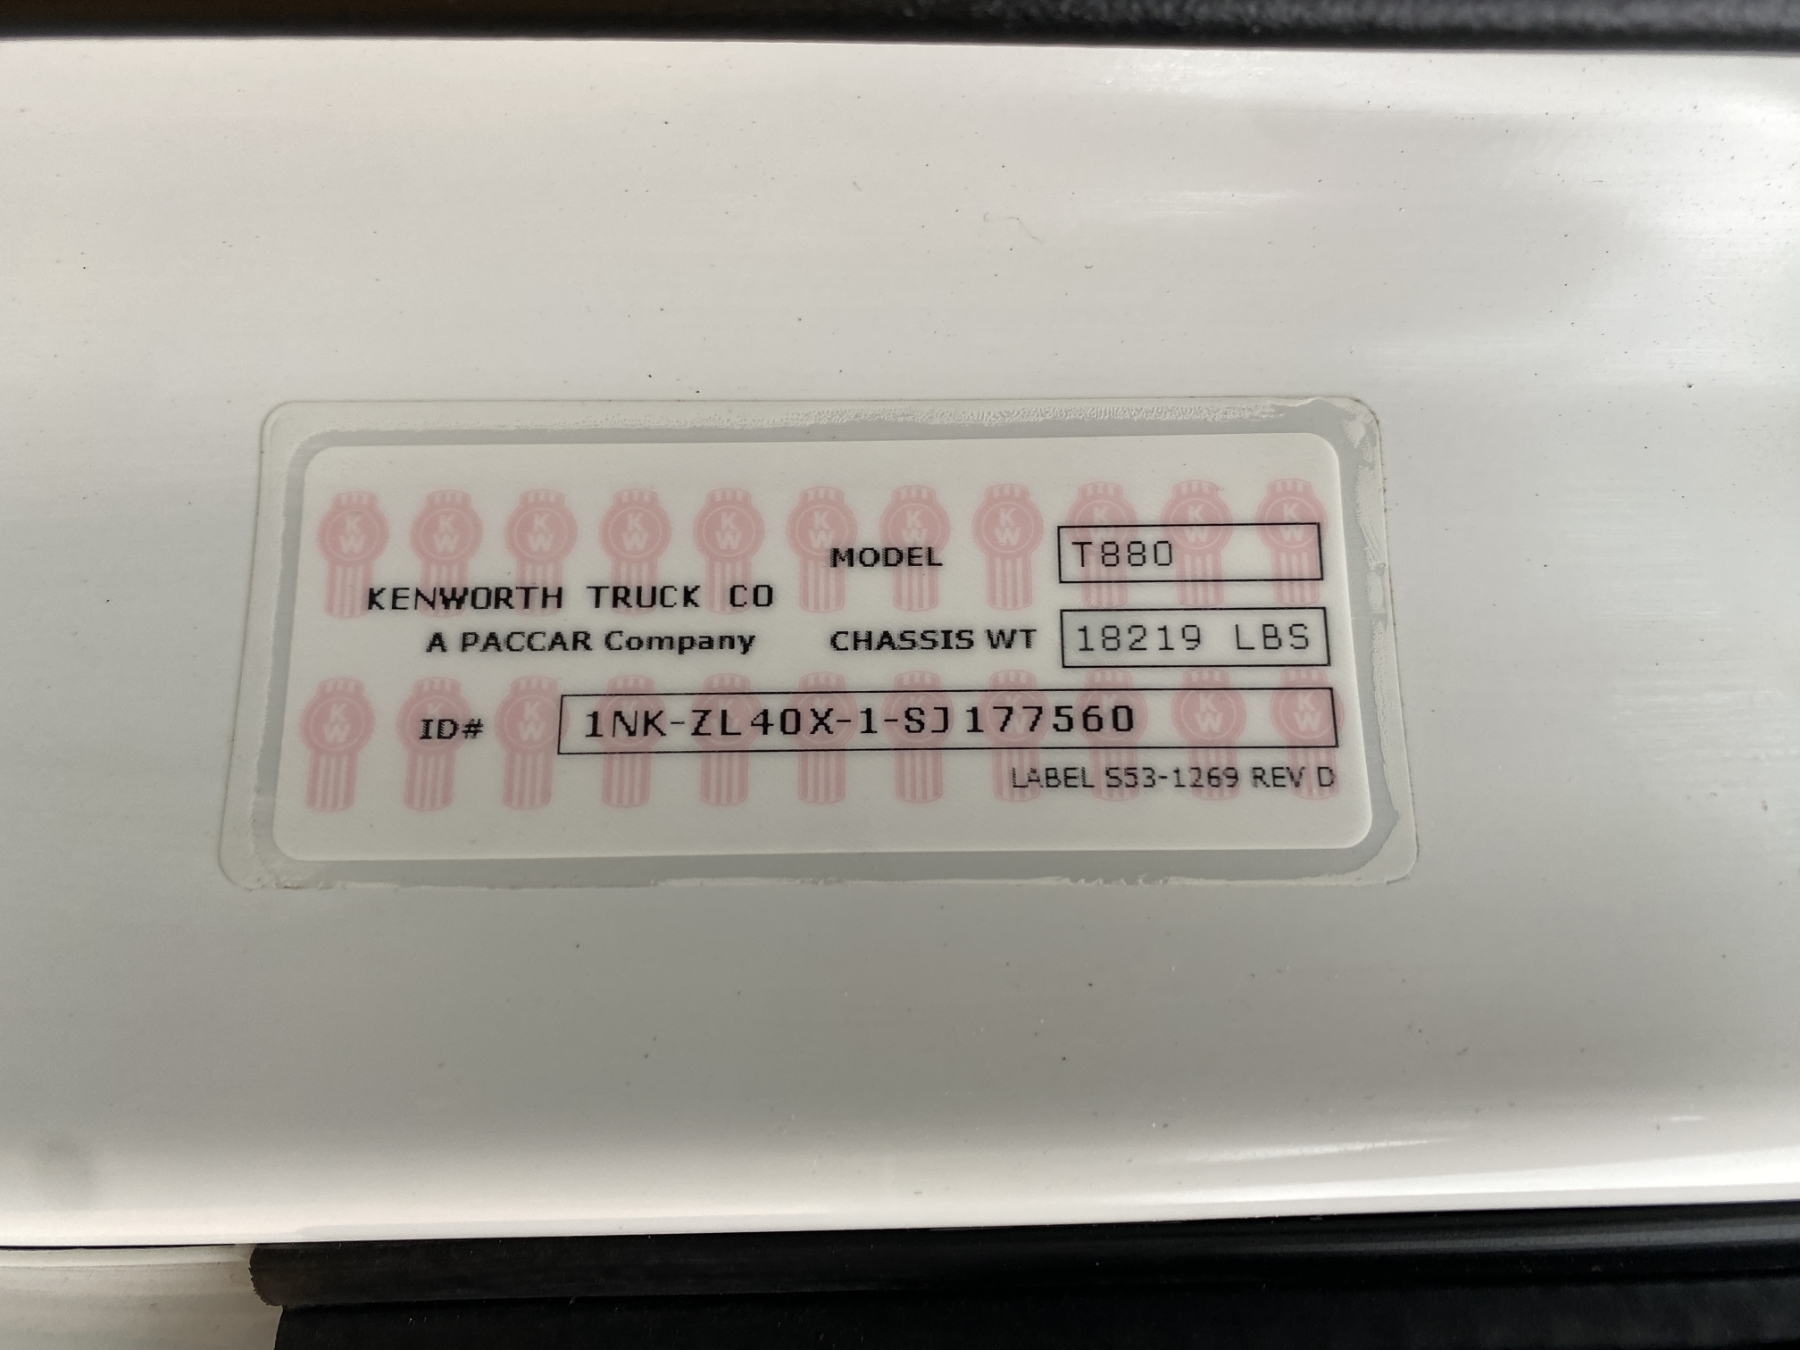 MODEL T880
KENWORTH TRUCK CO
A PACCAR Company
CHASSIS WT 18219 LBS
ID# 1NK-ZL40X-1-SJ177560
LABEL S53-1269 REV D